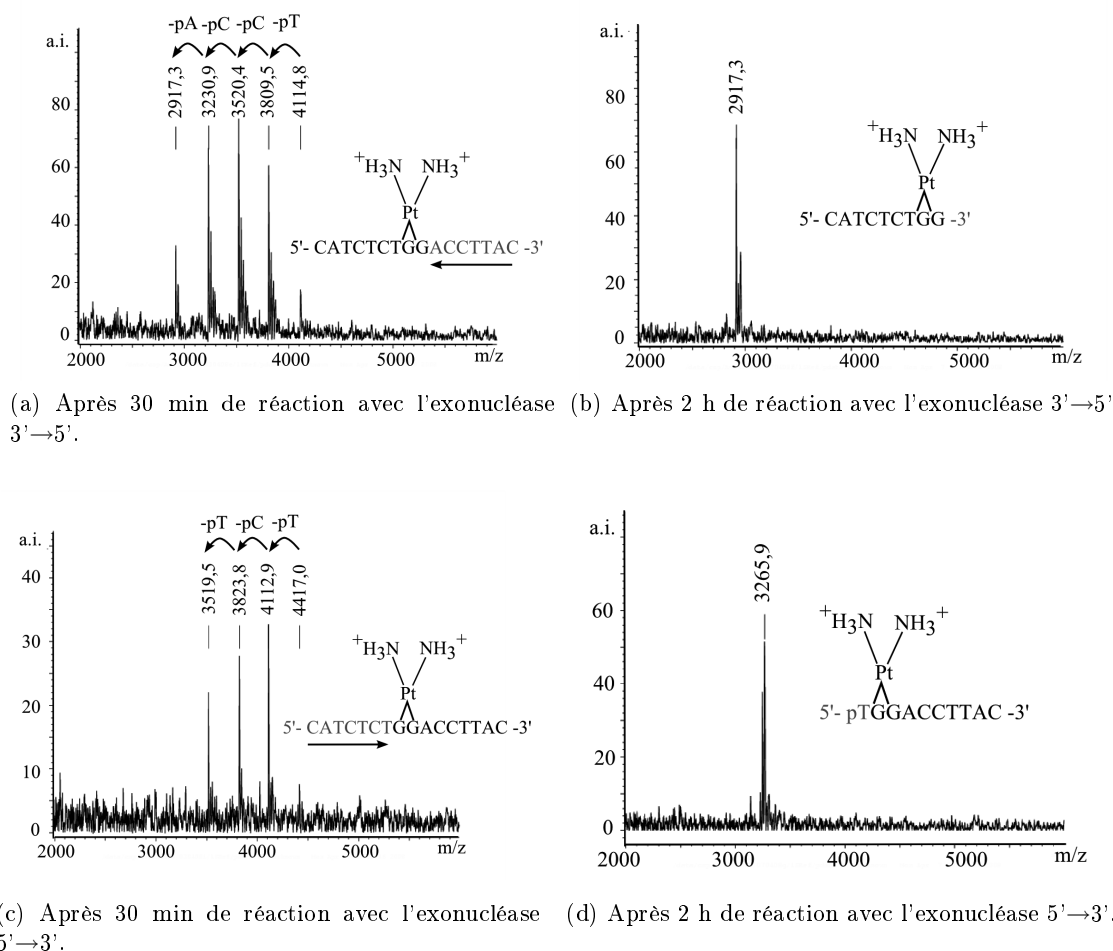 -pA -pC -pC -pT
a.i.
80
60
40
20
0
2917,3
3230,9
3520,4
3809,5
4114,8
+H3N NH3+
Pt
5'- CATCTCTGGACCTTAC -3'
2000 3000 4000 5000 m/z
a.i.
80
60
40
20
0
2917,3
+H3N NH3+
Pt
5'- CATCTCTGG -3'
2000 3000 4000 5000 m/z
(a) Après 30 min de réaction avec l'exonucléase
3'→5'.
(b) Après 2 h de réaction avec l'exonucléase 3'→5'
-pT -pC -pT
a.i.
40
30
20
10
0
3519,5
3823,8
4112,9
4417,0
+H3N NH3+
Pt
5'- CATCTCTGGACCTTAC -3'
2000 3000 4000 5000 m/z
a.i.
60
40
20
0
3265,9
+H3N NH3+
Pt
5'- pTGGACCTTAC -3'
2000 3000 4000 5000 m/z
(c) Après 30 min de réaction avec l'exonucléase
5'→3'.
(d) Après 2 h de réaction avec l'exonucléase 5'→3'.